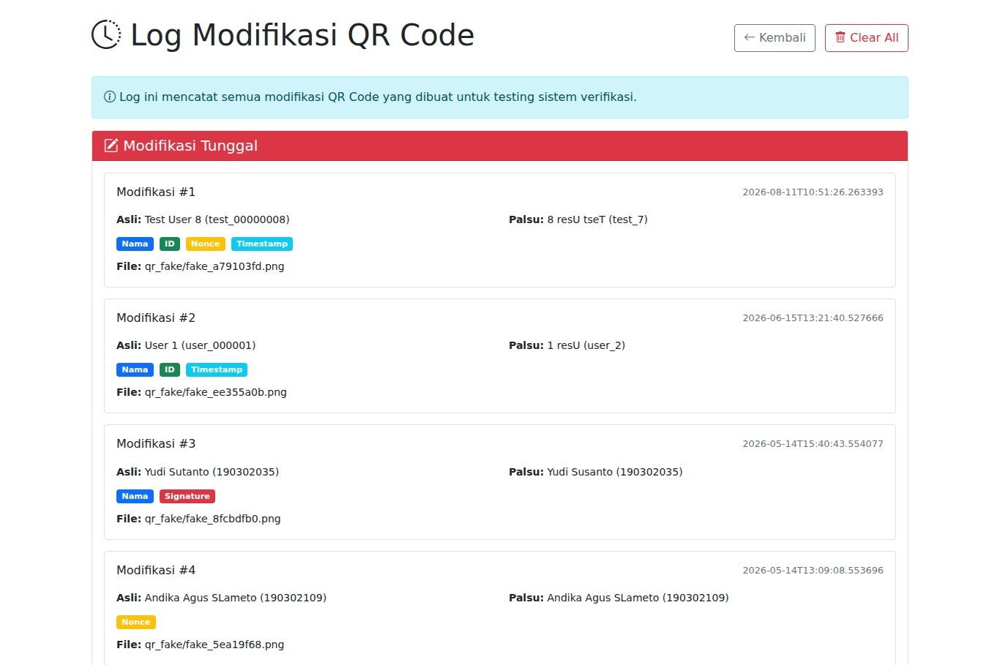 Log Modifikasi QR Code
Kembali
Clear All
Log ini mencatat semua modifikasi QR Code yang dibuat untuk testing sistem verifikasi.
Modifikasi Tunggal
Modifikasi #1
2026-08-11T10:51:26.263393
Asli: Test User 8 (test_00000008)
Palsu: 8 resU tseT (test_7)
Nama ID Nonce Timestamp
File: qr_fake/fake_a79103fd.png
Modifikasi #2
2026-06-15T13:21:40.527666
Asli: User 1 (user_000001)
Palsu: 1 resU (user_2)
Nama ID Timestamp
File: qr_fake/fake_ee355a0b.png
Modifikasi #3
2026-05-14T15:40:43.554077
Asli: Yudi Sutanto (190302035)
Palsu: Yudi Susanto (190302035)
Nama Signature
File: qr_fake/fake_8fcbdfb0.png
Modifikasi #4
2026-05-14T13:09:08.553696
Asli: Andika Agus SLameto (190302109)
Palsu: Andika Agus SLameto (190302109)
Nonce
File: qr_fake/fake_5ea19f68.png